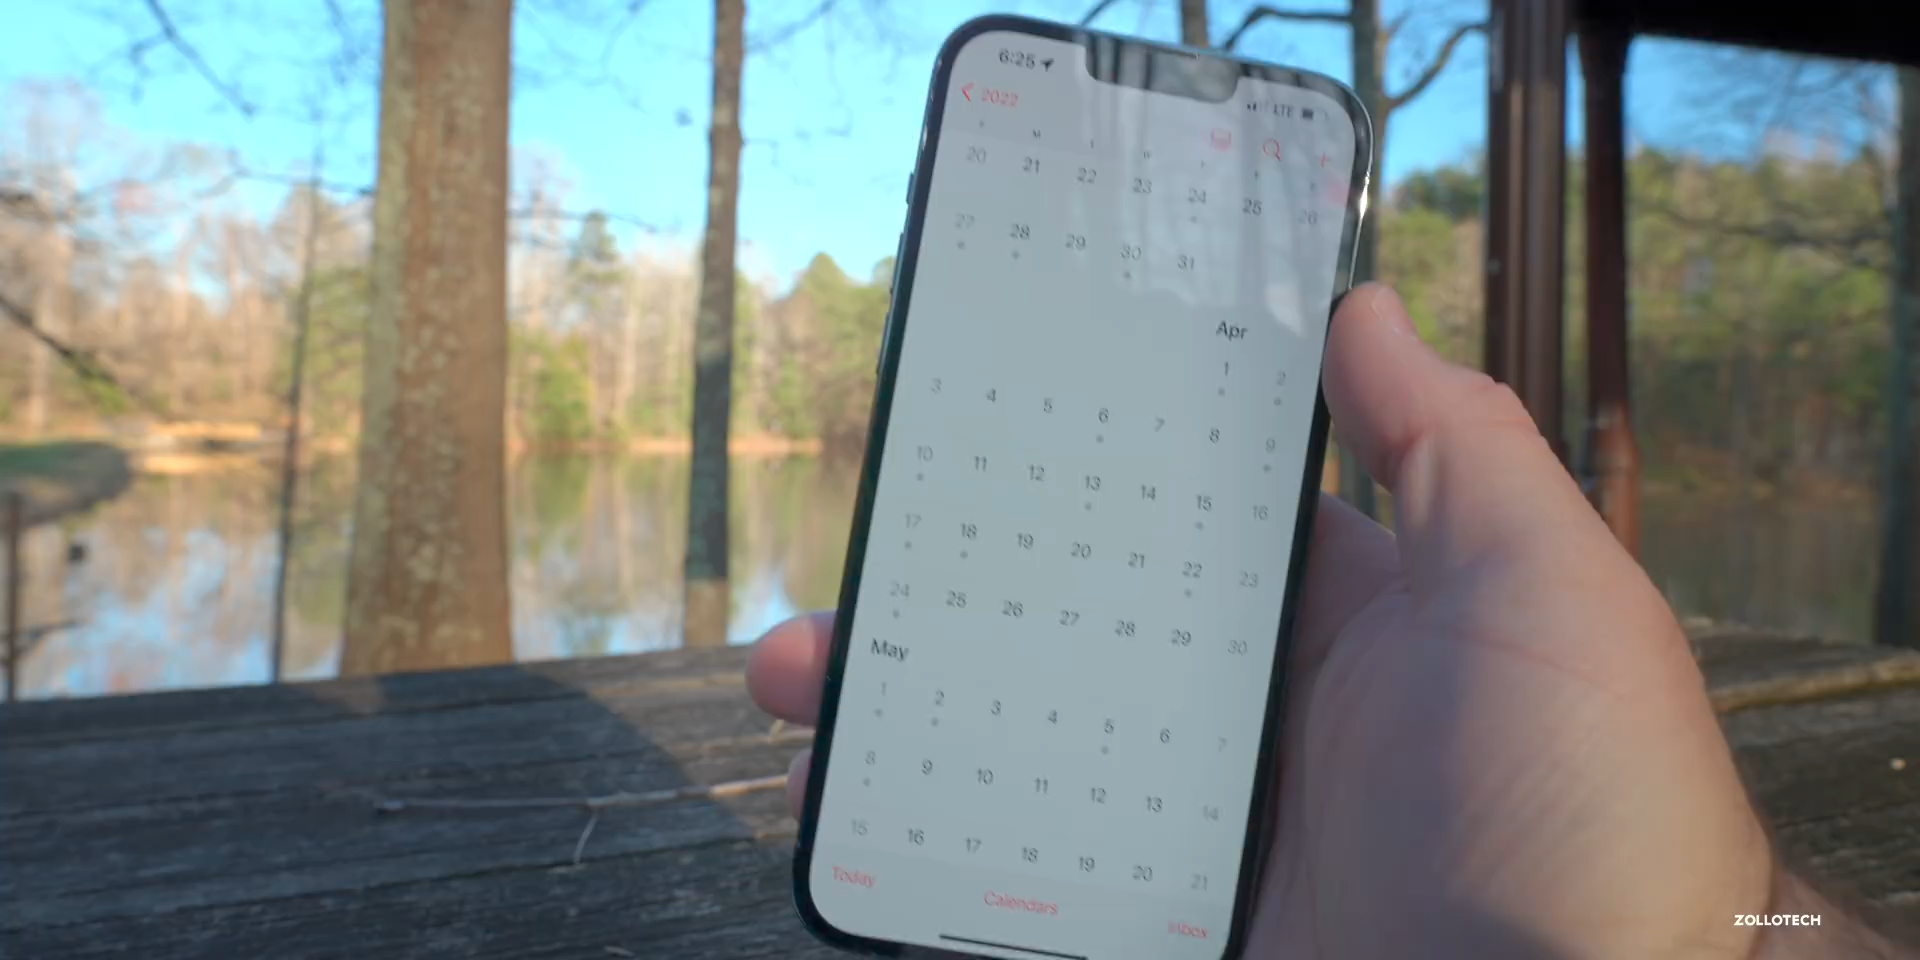 6:25 LTE
2022
S M T W T F S
20 21 22 23 24 25 26
27 28 29 30 31
Apr
1 2
3 4 5 6 7 8 9
10 11 12 13 14 15 16
17 18 19 20 21 22 23
24 25 26 27 28 29 30
May
1 2 3 4 5 6 7
8 9 10 11 12 13 14
15 16 17 18 19 20 21
Today Calendars Inbox
ZOLLOTECH